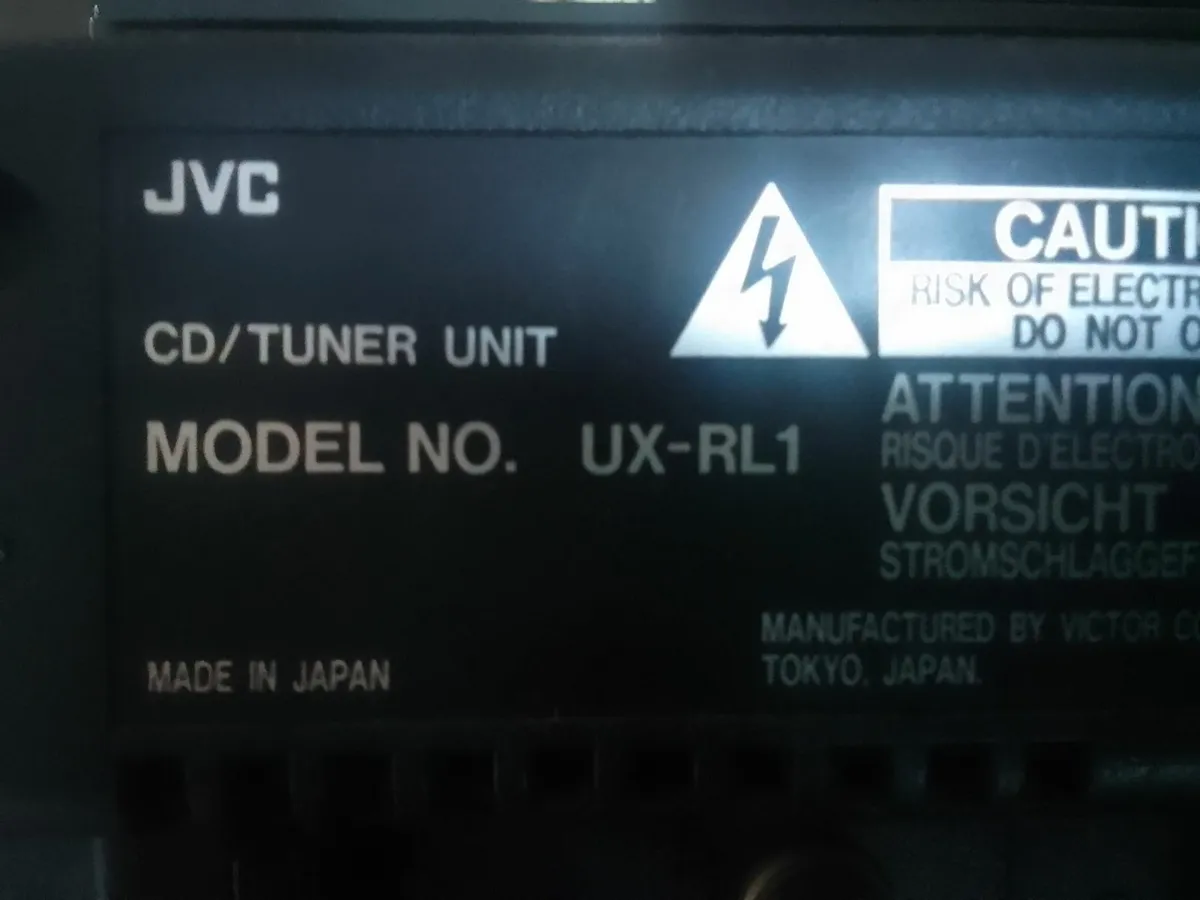 JVC
CD/TUNER UNIT
MODEL NO. UX-RL1
MADE IN JAPAN
CAUTI
RISK OF ELECTR
DO NOT O
ATTENTION
RISQUE D'ELECTRO
VORSICHT
STROMSCHLAGGEF
MANUFACTURED BY VICTOR C
TOKYO, JAPAN.